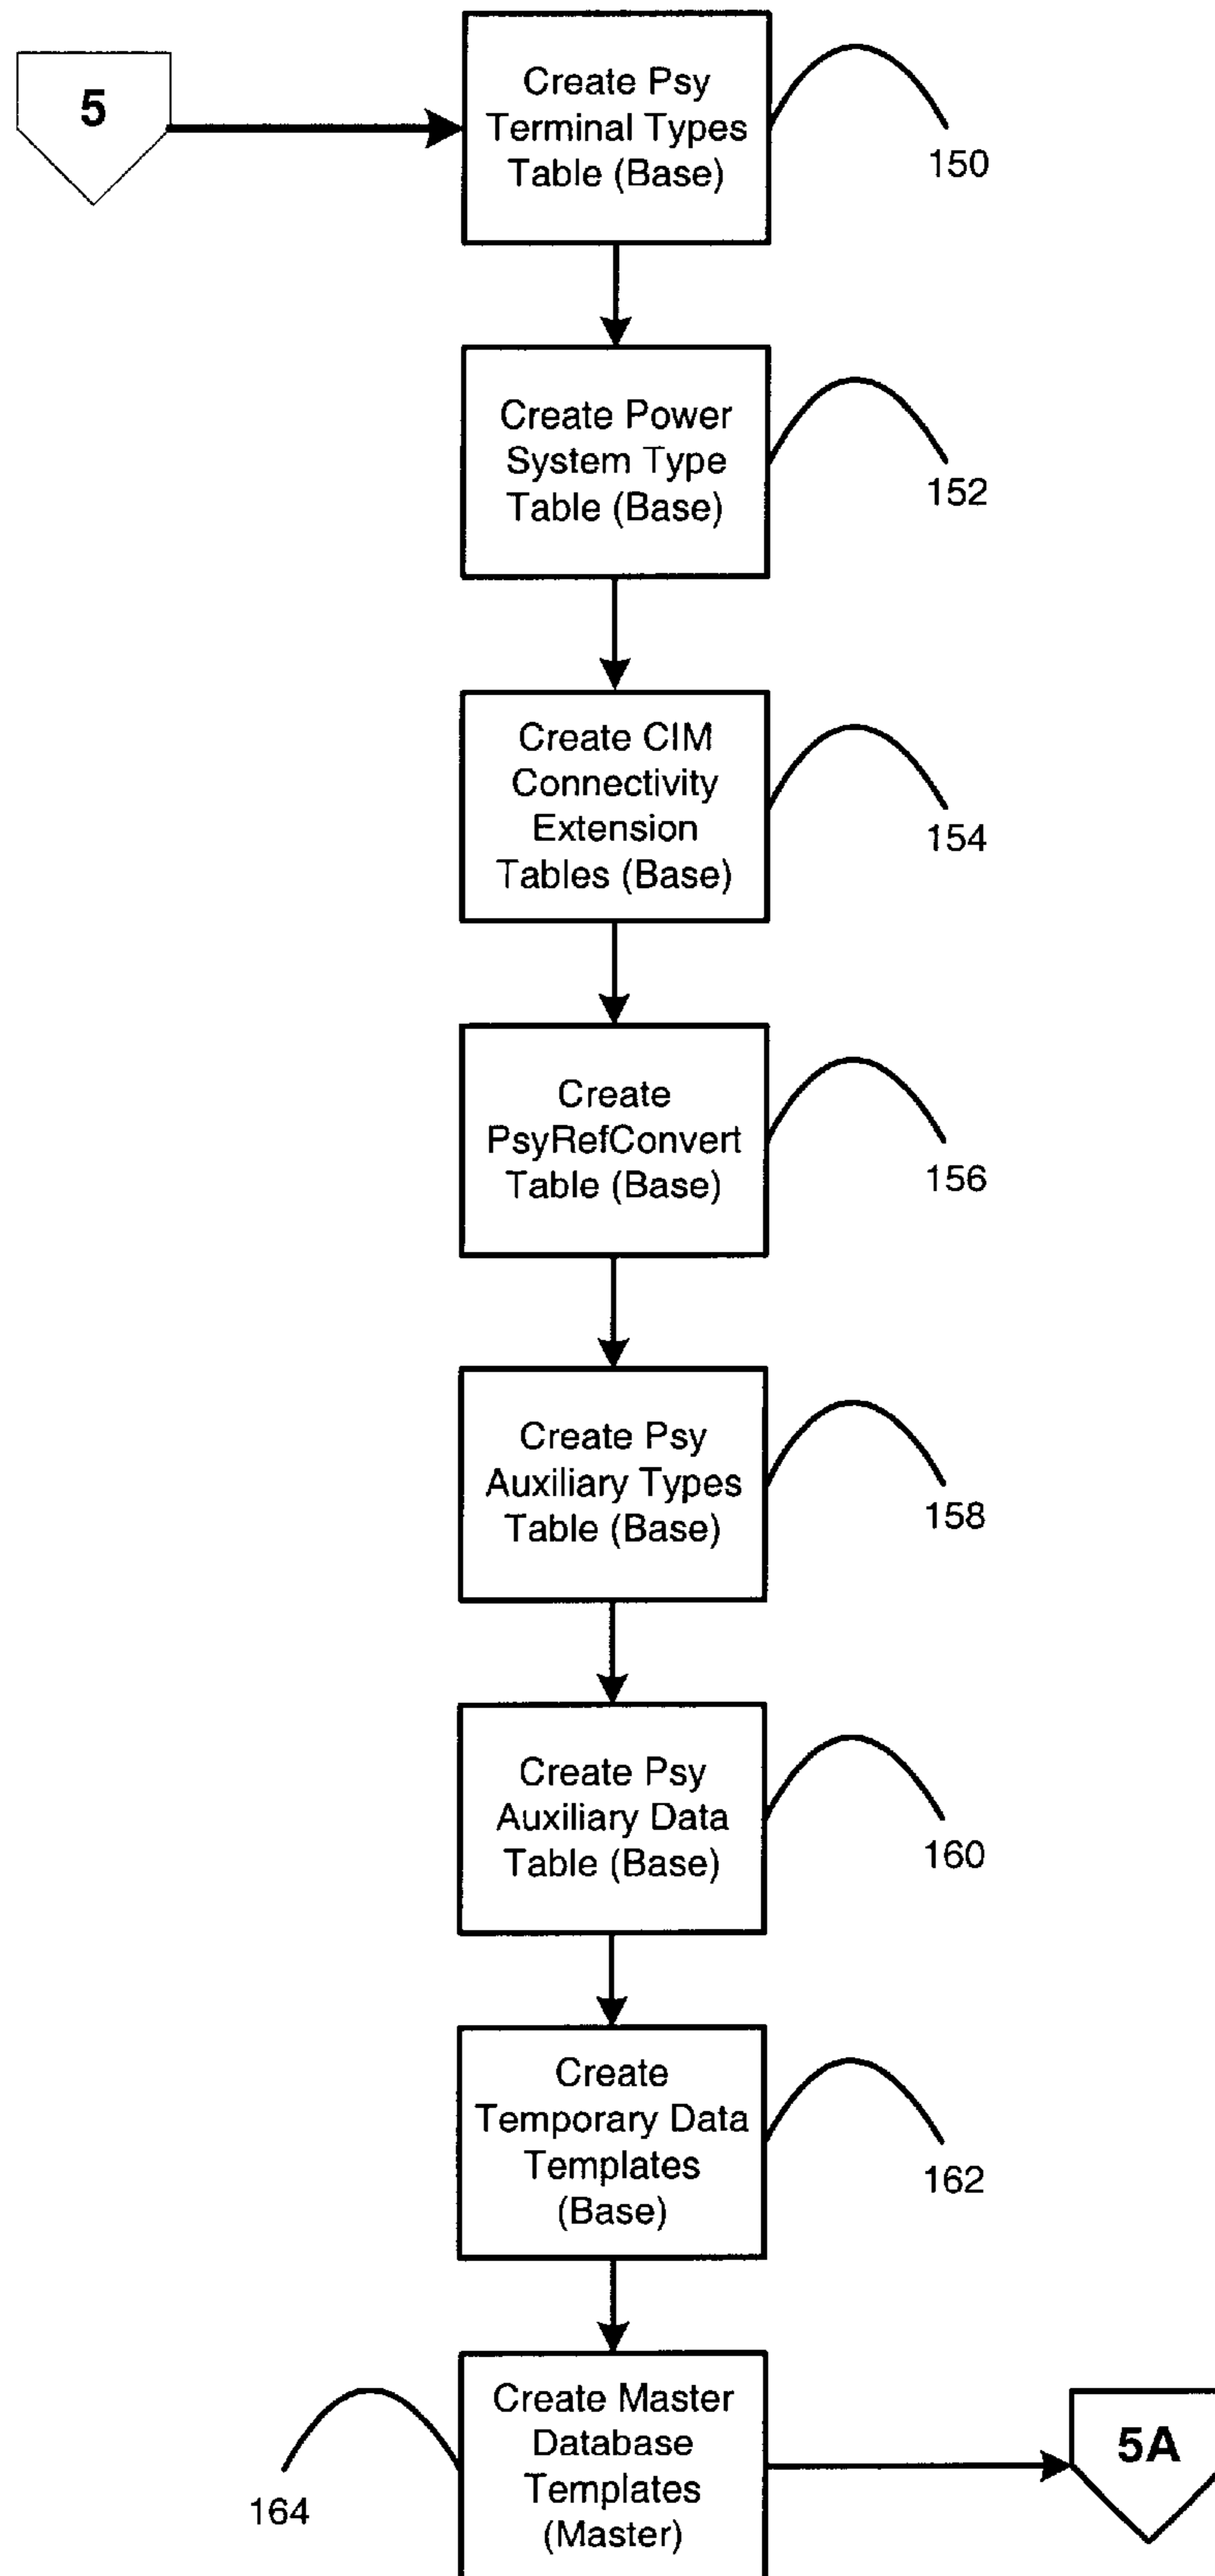 5
Create Psy
Terminal Types
Table (Base)
150
Create Power
System Type
Table (Base)
152
Create CIM
Connectivity
Extension
Tables (Base)
154
Create
PsyRefConvert
Table (Base)
156
Create Psy
Auxiliary Types
Table (Base)
158
Create Psy
Auxiliary Data
Table (Base)
160
Create
Temporary Data
Templates
(Base)
162
Create Master
Database
Templates
(Master)
164
5A